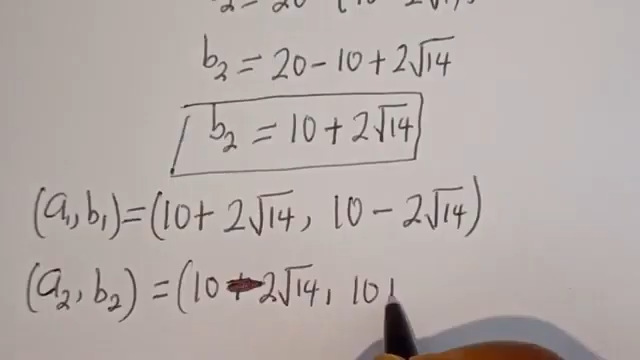 b₂ = 20 - 10 + 2√14
b₂ = 10 + 2√14
(a₁, b₁) = (10 + 2√14, 10 - 2√14)
(a₂, b₂) = (10 - 2√14, 10